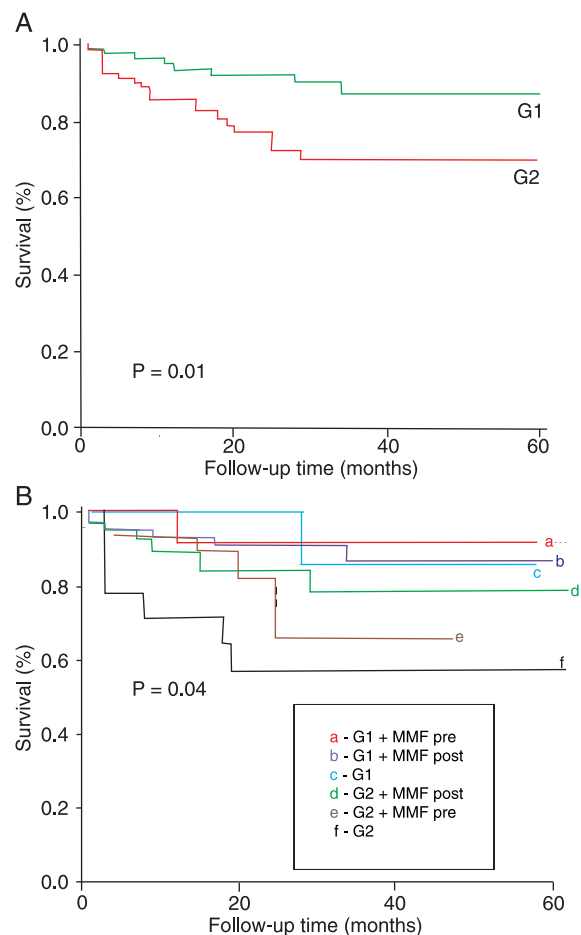 A
1.0
0.8
0.6
0.4
0.2
0.0
Survival (%)
G1
G2
P = 0.01
0
20
40
60
Follow-up time (months)
B
1.0
0.8
0.6
0.4
0.2
0.0
Survival (%)
a
b
c
d
e
f
P = 0.04
a - G1 + MMF pre
b - G1 + MMF post
c - G1
d - G2 + MMF post
e - G2 + MMF pre
f - G2
0
20
40
60
Follow-up time (months)